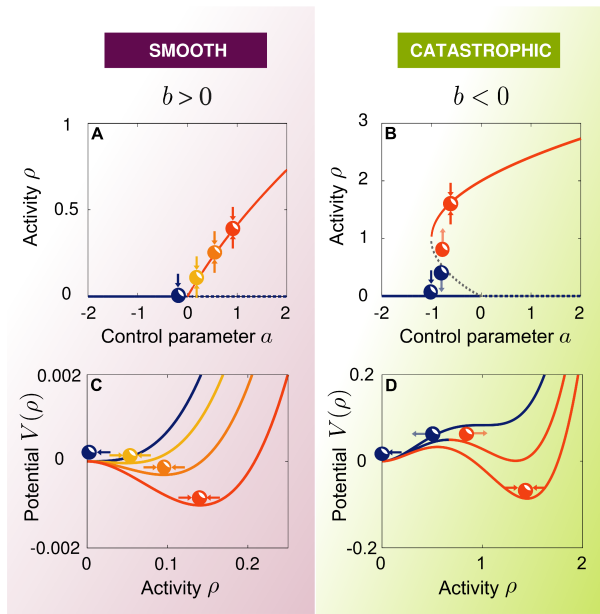 SMOOTH
CATASTROPHIC
b > 0
b < 0
A
1
0.5
0
-2
-1
0
1
2
Activity ρ
Control parameter a
B
3
2
1
0
-2
-1
0
1
2
Activity ρ
Control parameter a
C
0.002
0
-0.002
0
0.1
0.2
Potential V(ρ)
Activity ρ
D
0.2
0
-0.2
0
1
2
Potential V(ρ)
Activity ρ